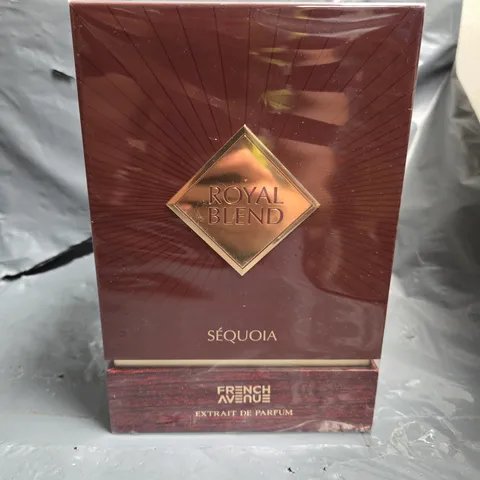 ROYAL
BLEND
SÉQUOIA
FRENCH
AVENUE
EXTRAIT DE PARFUM